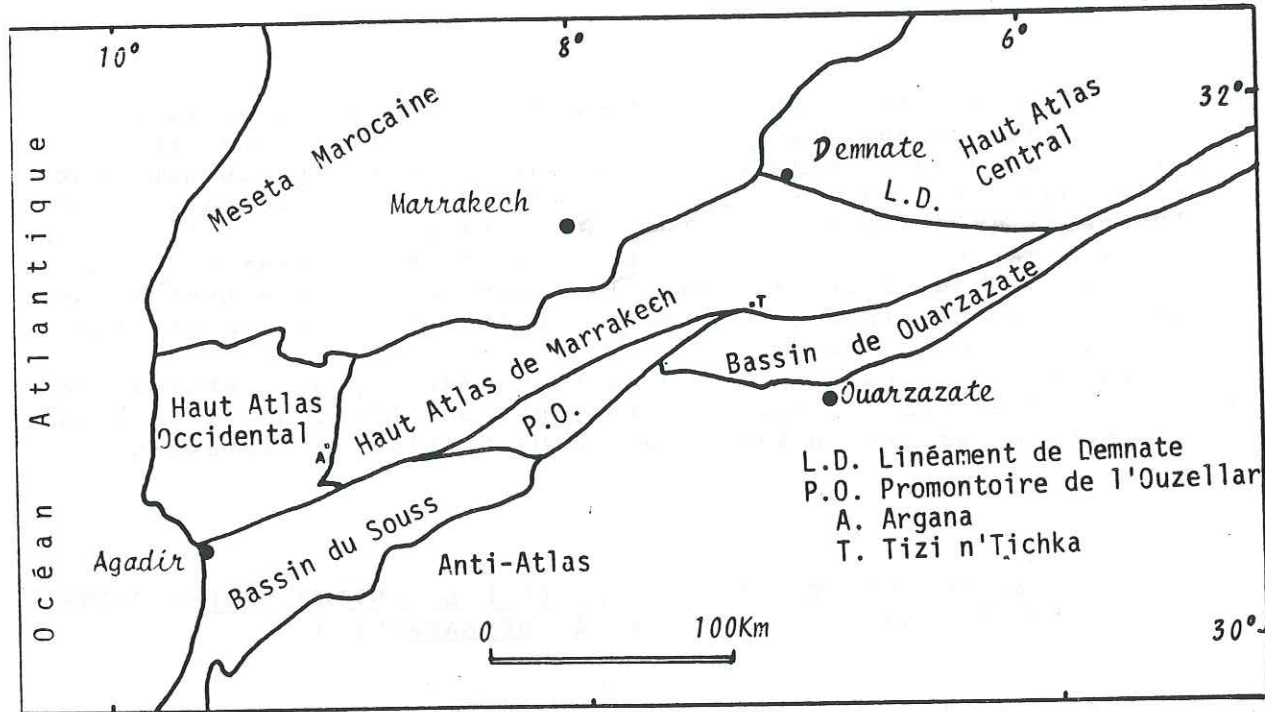 10°
8°
6°
32°
Océan Atlantique
Meseta Marocaine
Marrakech
Demnate
Haut Atlas
Central
L.D.
.T
Haut Atlas de Marrakech
Bassin de Ouarzazate
Ouarzazate
Haut Atlas
Occidental
A
P.O.
Agadir
Bassin du Souss
Anti-Atlas
L.D. Linéament de Demnate
P.O. Promontoire de l'Ouzellar
A. Argana
T. Tizi n'Tichka
0 100Km
30°